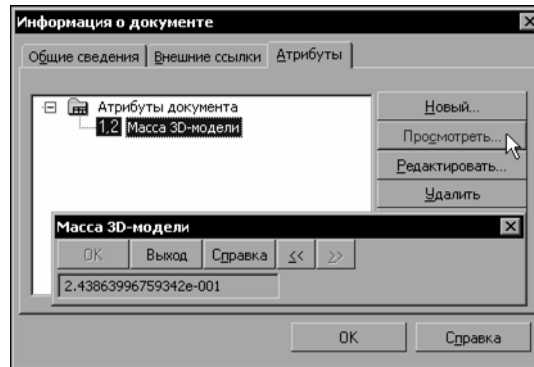 Информация о документе
Общие сведения Внешние ссылки Атрибуты
Атрибуты документа
1,2 Масса 3D-модели
Новый...
Просмотреть...
Редактировать...
Удалить
Масса 3D-модели
OK Выход Справка << >>
2.43863996759342e-001
OK Справка